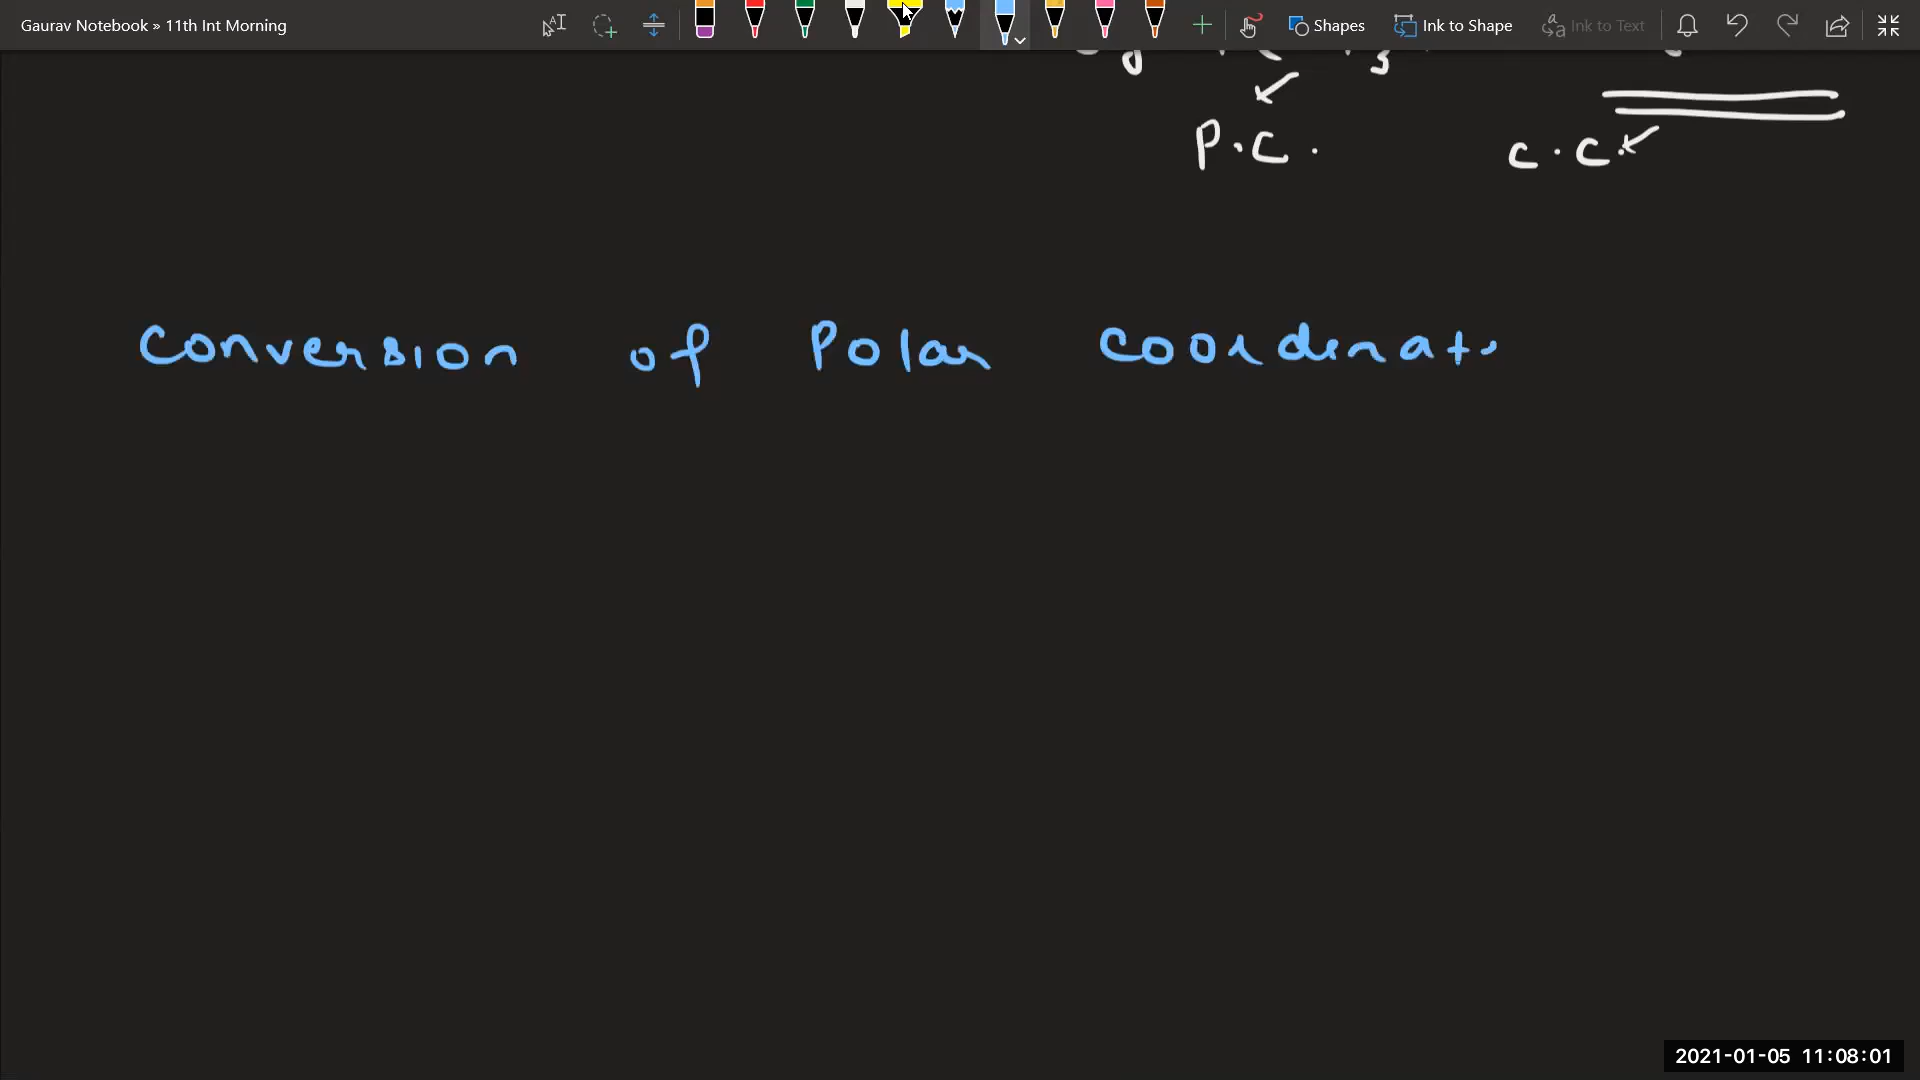 Gaurav Notebook » 11th Int Morning
Shapes
Ink to Shape
Ink to Text
P.C.
C.C.
Conversion of Polar Coordinat
2021-01-05 11:08:01